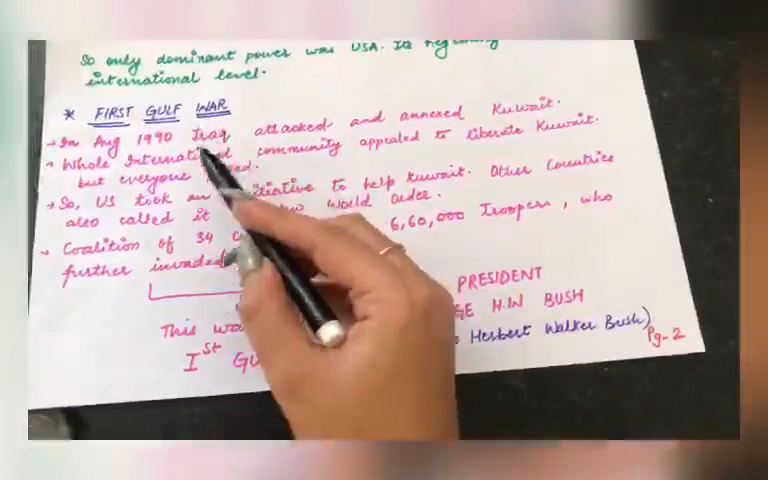 So only dominant power was USA. Its
international level.
* FIRST GULF WAR
→ In Aug 1990 Iraq attacked and annexed Kuwait.
→ Whole International community appealed to liberate Kuwait.
but everyone
→ So, US took an initiative to help Kuwait. Other Countries
also called it World Order.
→ Coalition of 34 6,60,000 Troopers, who
further invaded
PRESIDENT
H.W BUSH
This
Herbert Walker Bush)
Ist
Pg-2